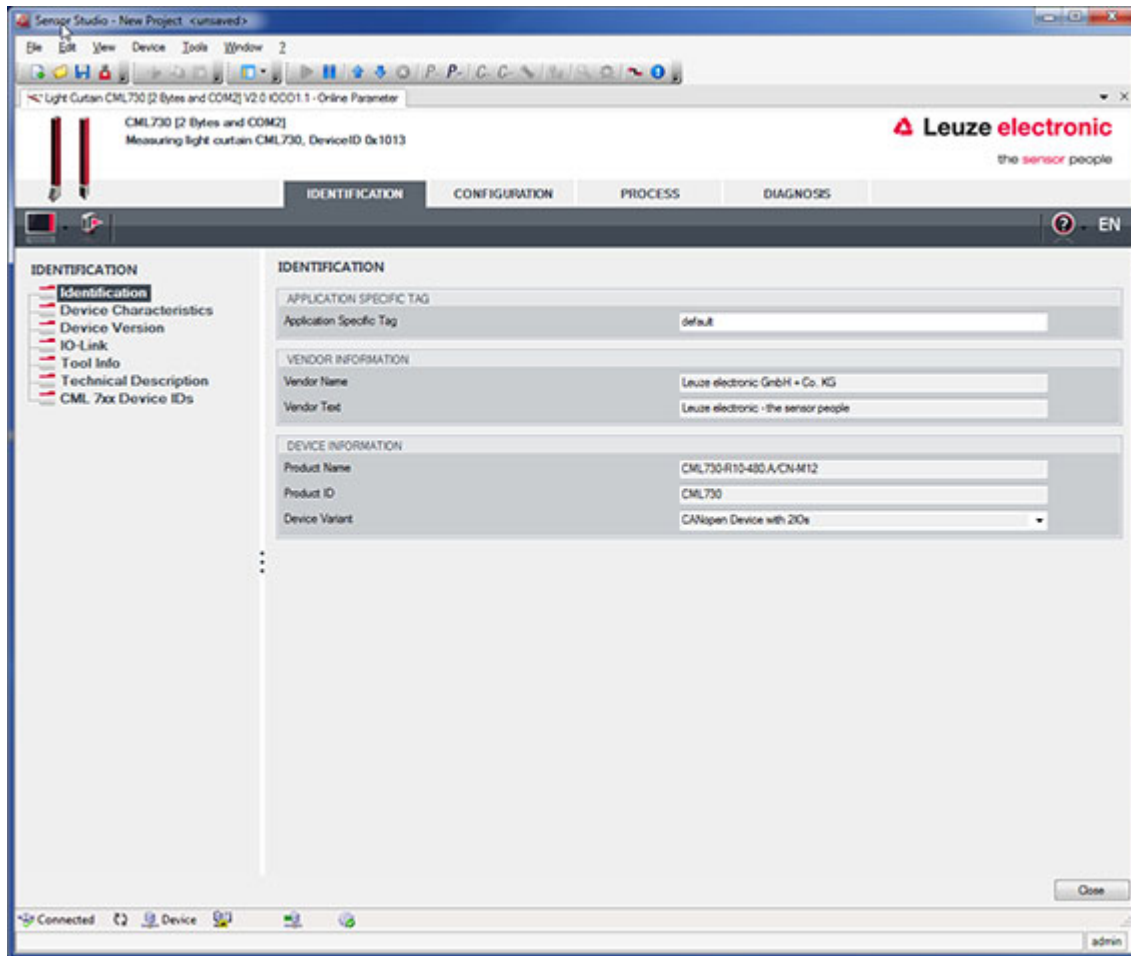 Sensor Studio - New Project <unsaved>
File Edit View Device Tools Window ?
P- P- C- C-
Light Curtain CML730 [2 Bytes and COM2] V2.0 IODD1.1 - Online Parameter
CML730 [2 Bytes and COM2]
Measuring light curtain CML730, DeviceID 0x1013
Leuze electronic
the sensor people
IDENTIFICATION CONFIGURATION PROCESS DIAGNOSIS
EN
IDENTIFICATION
Identification
Device Characteristics
Device Version
IO-Link
Tool Info
Technical Description
CML 7xx Device IDs
IDENTIFICATION
APPLICATION SPECIFIC TAG
Application Specific Tag default
VENDOR INFORMATION
Vendor Name Leuze electronic GmbH + Co. KG
Vendor Text Leuze electronic - the sensor people
DEVICE INFORMATION
Product Name CML730-R10-480.A/CN-M12
Product ID CML730
Device Variant CANopen Device with 2IOs
Close
Connected Device
admin